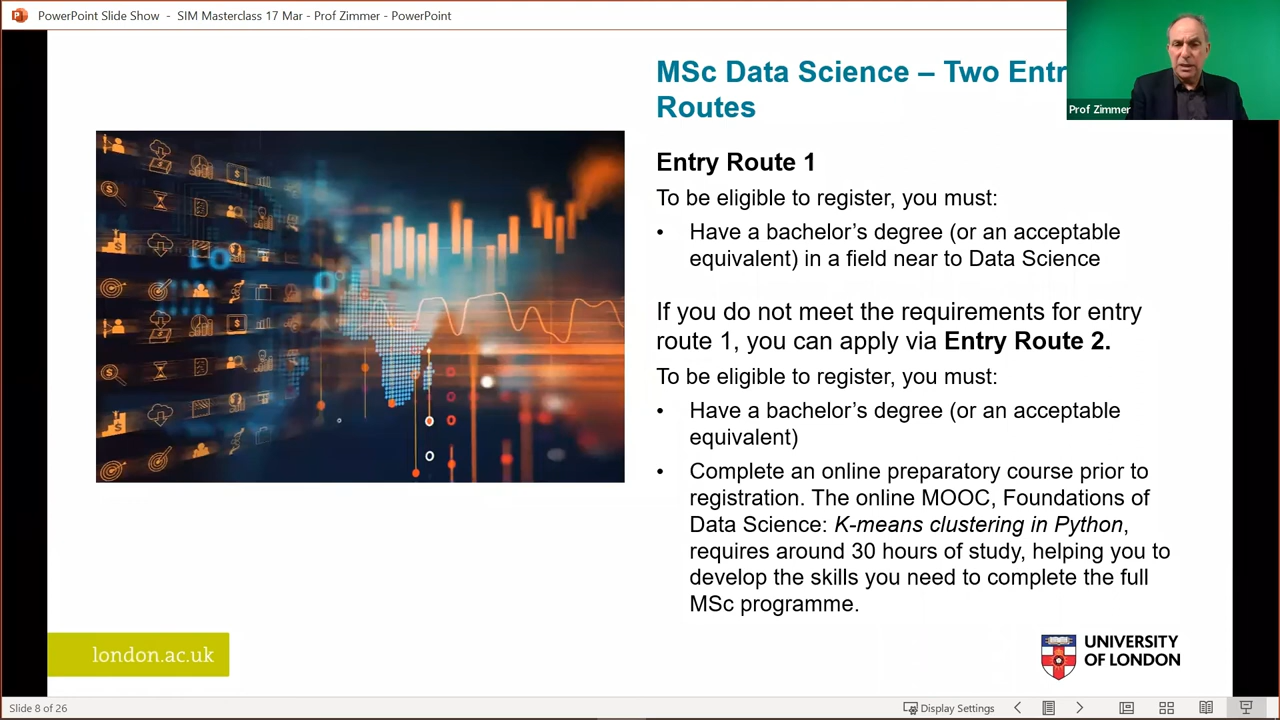 PowerPoint Slide Show - SIM Masterclass 17 Mar - Prof Zimmer - PowerPoint
Prof Zimmer
MSc Data Science – Two Entr
Routes
Entry Route 1
To be eligible to register, you must:
• Have a bachelor’s degree (or an acceptable
equivalent) in a field near to Data Science
If you do not meet the requirements for entry
route 1, you can apply via Entry Route 2.
To be eligible to register, you must:
• Have a bachelor’s degree (or an acceptable
equivalent)
• Complete an online preparatory course prior to
registration. The online MOOC, Foundations of
Data Science: K-means clustering in Python,
requires around 30 hours of study, helping you to
develop the skills you need to complete the full
MSc programme.
london.ac.uk
UNIVERSITY
OF LONDON
Slide 8 of 26
Display Settings